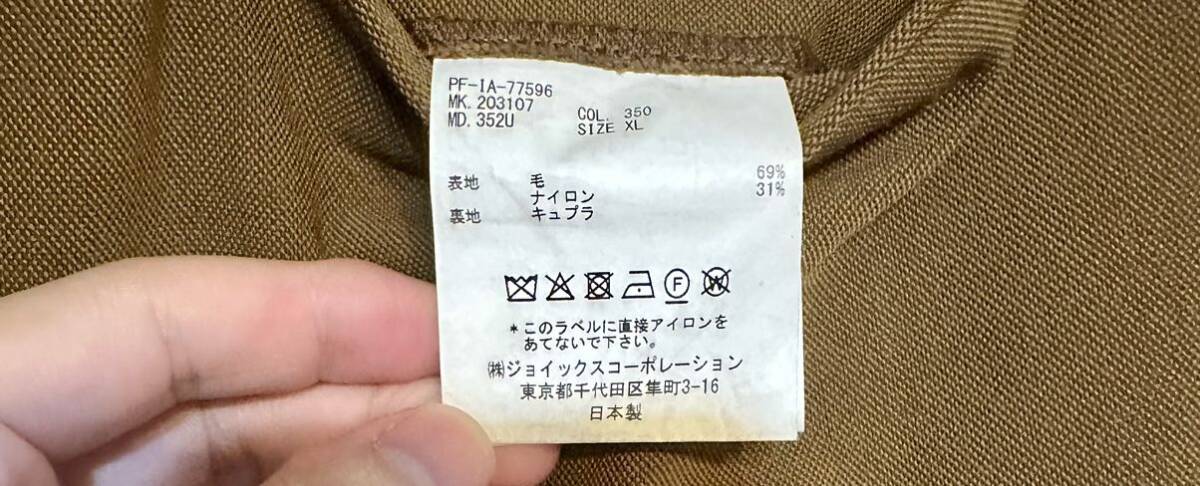 PF-IA-77596
MK. 203107
MD. 352U
COL. 350
SIZE XL
表地 毛 69%
ナイロン 31%
裏地 キュプラ
F
W
*このラベルに直接アイロンを
あてないで下さい。
㈱ジョイックスコーポレーション
東京都千代田区隼町3-16
日本製